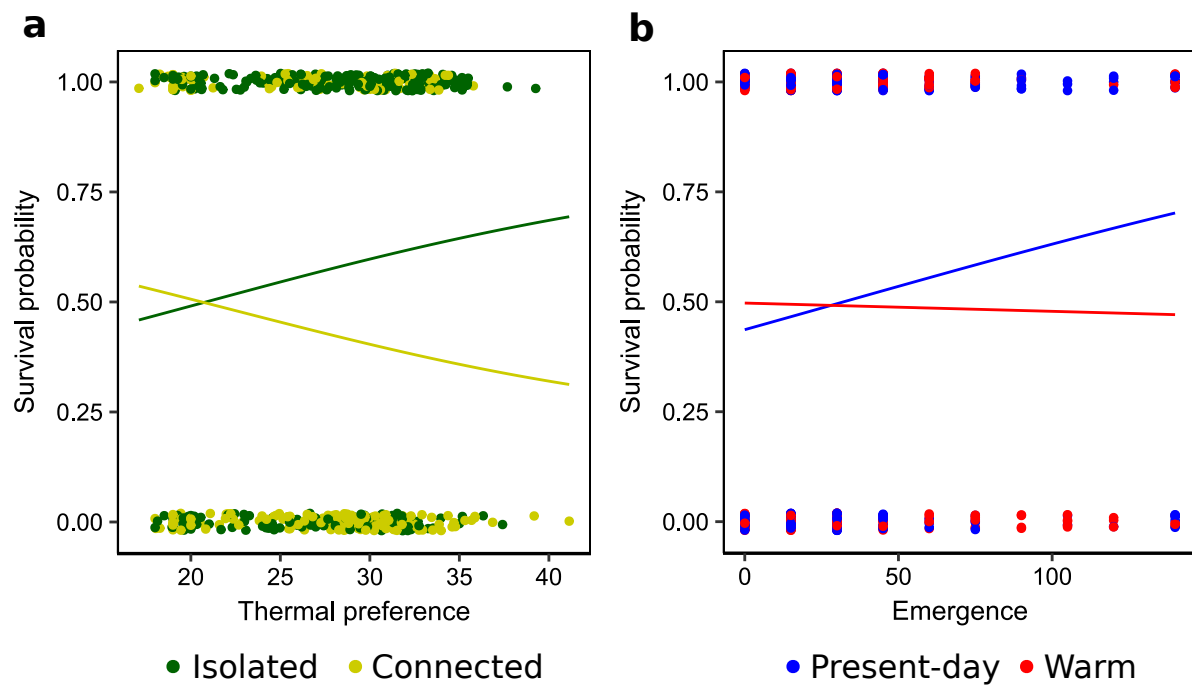 a
Survival probability
1.00
0.75
0.50
0.25
0.00
20 25 30 35 40
Thermal preference
Isolated Connected
b
Survival probability
1.00
0.75
0.50
0.25
0.00
0 50 100
Emergence
Present-day Warm